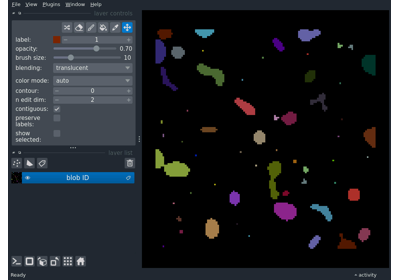 File View Plugins Window Help
layer controls
label: 1
opacity: 0.70
brush size: 10
blending: translucent
color mode: auto
contour: 0
n edit dim: 2
contiguous:
preserve
labels:
show
selected:
layer list
blob ID
Ready
activity